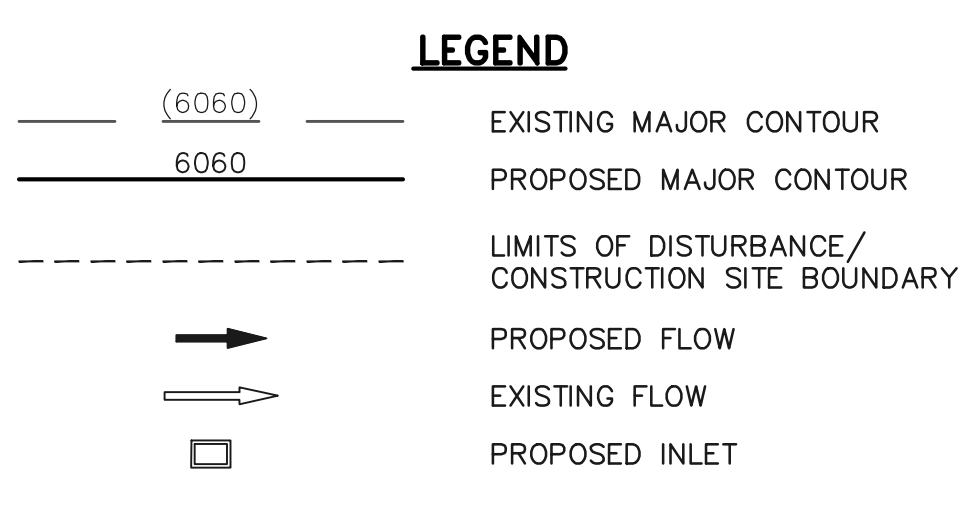 LEGEND
(6060) EXISTING MAJOR CONTOUR
6060 PROPOSED MAJOR CONTOUR
LIMITS OF DISTURBANCE/
CONSTRUCTION SITE BOUNDARY
PROPOSED FLOW
EXISTING FLOW
PROPOSED INLET